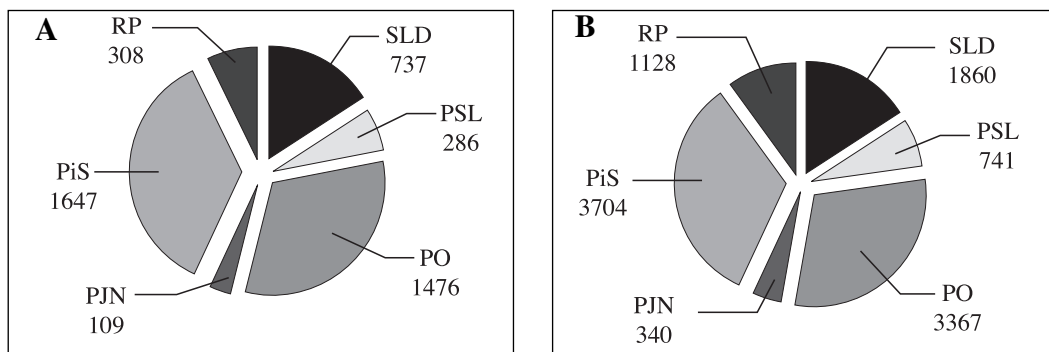 A
RP
308
SLD
737
PSL
286
PiS
1647
PO
1476
PJN
109
B
RP
1128
SLD
1860
PSL
741
PiS
3704
PO
3367
PJN
340